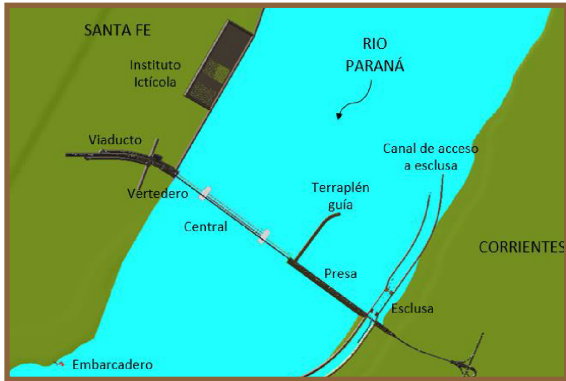 SANTA FE
RIO
PARANÁ
Instituto
Ictícola
Viaducto
Canal de acceso
a esclusa
Vertedero
Terraplén
guía
Central
CORRIENTES
Presa
Esclusa
Embarcadero